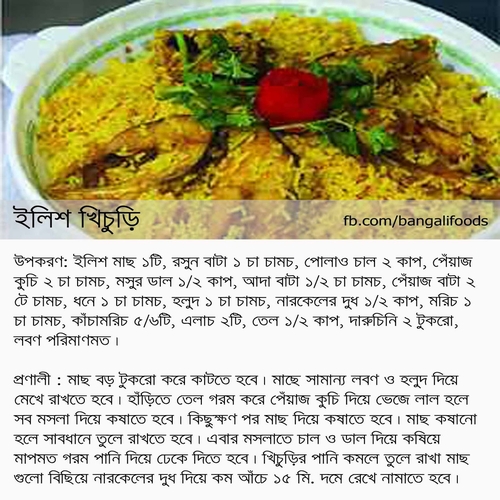 ইলিশ খিচুড়ি
fb.com/bangalifoods
উপকরণ: ইলিশ মাছ ১টি, রসুন বাটা ১ চা চামচ, পোলাও চাল ২ কাপ, পেঁয়াজ
কুচি ২ চা চামচ, মসুর ডাল ১/২ কাপ, আদা বাটা ১/২ চা চামচ, পেঁয়াজ বাটা ২
টে চামচ, ধনে ১ চা চামচ, হলুদ ১ চা চামচ, নারকেলের দুধ ১/২ কাপ, মরিচ ১
চা চামচ, কাঁচামরিচ ৫/৬টি, এলাচ ২টি, তেল ১/২ কাপ, দারুচিনি ২ টুকরো,
লবণ পরিমাণমত।
প্রণালী : মাছ বড় টুকরো করে কাটতে হবে। মাছে সামান্য লবণ ও হলুদ দিয়ে
মেখে রাখতে হবে। হাঁড়িতে তেল গরম করে পেঁয়াজ কুচি দিয়ে ভেজে লাল হলে
সব মসলা দিয়ে কষাতে হবে। কিছুক্ষণ পর মাছ দিয়ে কষাতে হবে। মাছ কষানো
হলে সাবধানে তুলে রাখতে হবে। এবার মসলাতে চাল ও ডাল দিয়ে কষিয়ে
মাপমত গরম পানি দিয়ে ঢেকে দিতে হবে। খিচুড়ির পানি কমলে তুলে রাখা মাছ
গুলো বিছিয়ে নারকেলের দুধ দিয়ে কম আঁচে ১৫ মি. দমে রেখে নামাতে হবে।